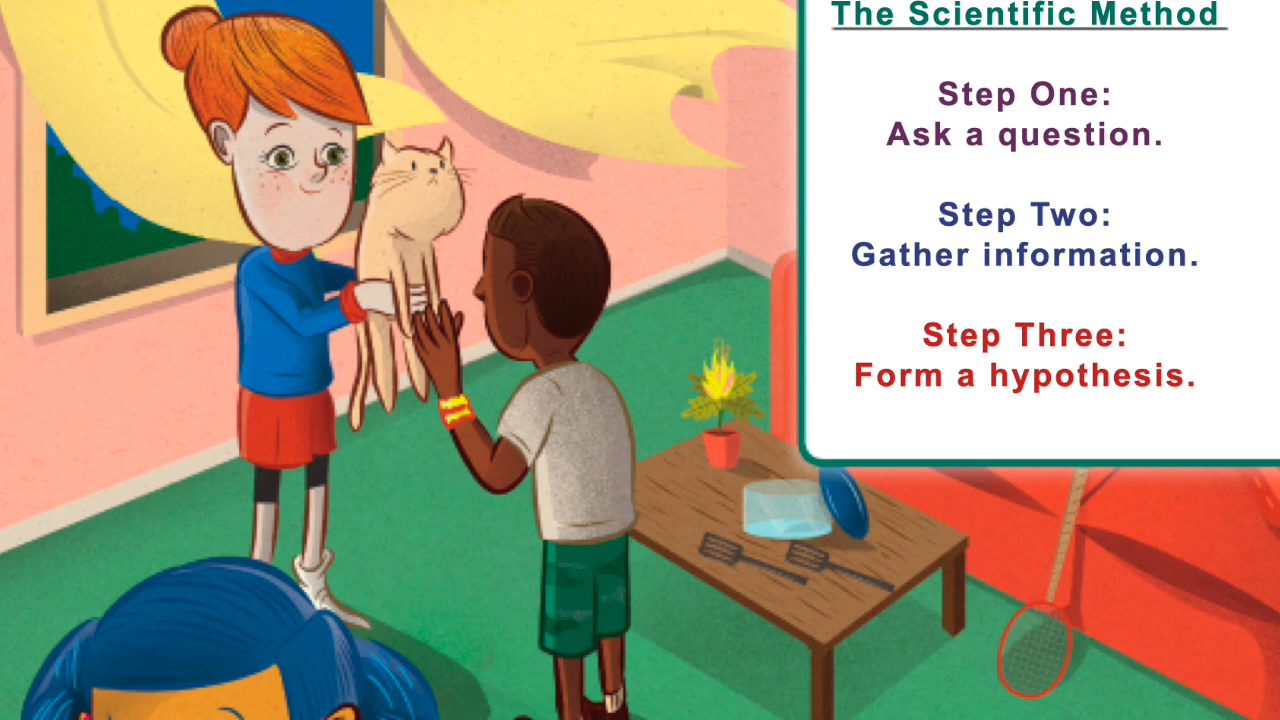 The Scientific Method
Step One:
Ask a question.
Step Two:
Gather information.
Step Three:
Form a hypothesis.